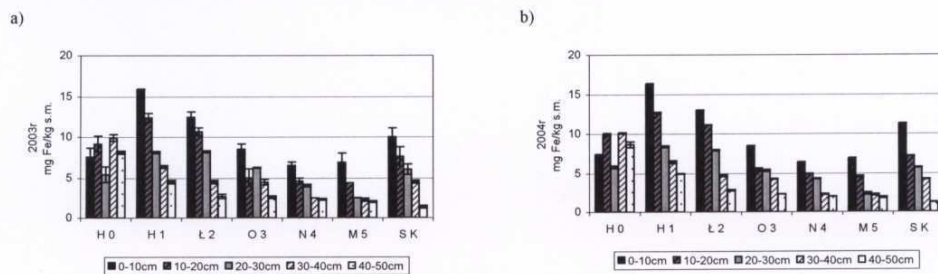 a)
2003r
mg Fe/kg s.m.
20
15
10
5
0
H 0 H 1 Ł 2 O 3 N 4 M 5 S K
0-10cm 10-20cm 20-30cm 30-40cm 40-50cm
b)
2004r
mg Fe/kg s.m.
20
15
10
5
0
H 0 H 1 Ł 2 O 3 N 4 M 5 S K
0-10cm 10-20cm 20-30cm 30-40cm 40-50cm